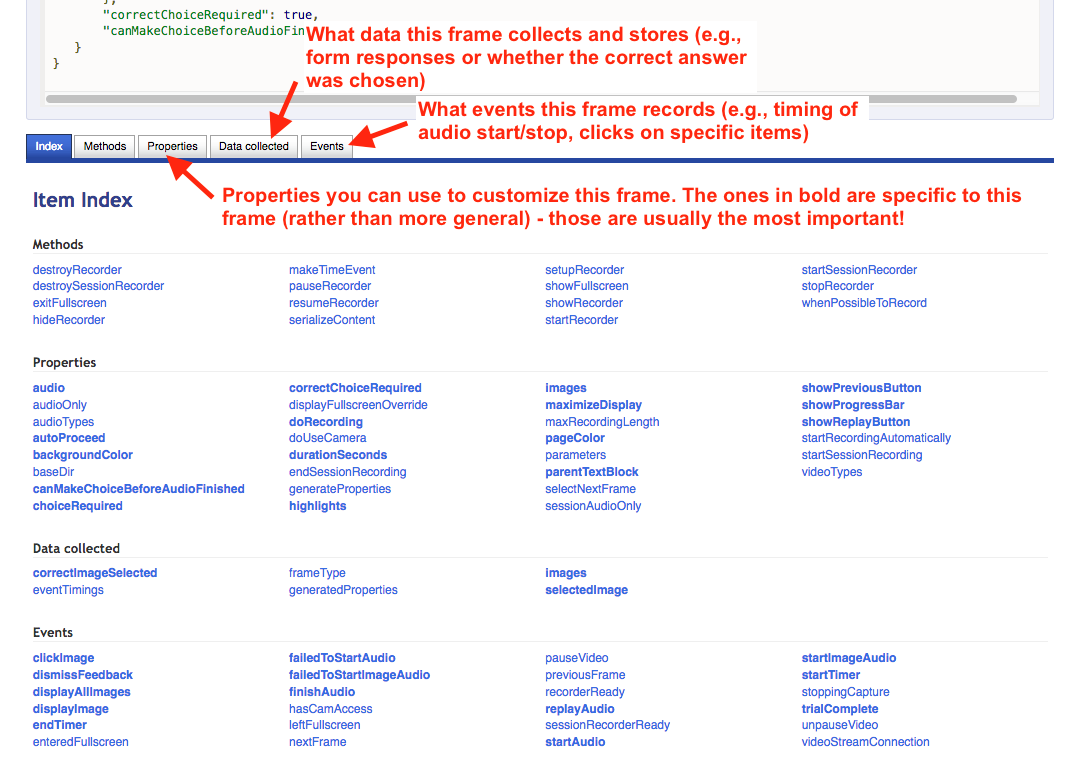 },
"correctChoiceRequired": true,
"canMakeChoiceBeforeAudioFin
}
}
What data this frame collects and stores (e.g.,
form responses or whether the correct answer
was chosen)
What events this frame records (e.g., timing of
audio start/stop, clicks on specific items)
Index Methods Properties Data collected Events
Properties you can use to customize this frame. The ones in bold are specific to this
frame (rather than more general) - those are usually the most important!
Item Index
Methods
destroyRecorder makeTimeEvent setupRecorder startSessionRecorder
destroySessionRecorder pauseRecorder showFullscreen stopRecorder
exitFullscreen resumeRecorder showRecorder whenPossibleToRecord
hideRecorder serializeContent startRecorder
Properties
audio correctChoiceRequired images showPreviousButton
audioOnly displayFullscreenOverride maximizeDisplay showProgressBar
audioTypes doRecording maxRecordingLength showReplayButton
autoProceed doUseCamera pageColor startRecordingAutomatically
backgroundColor durationSeconds parameters startSessionRecording
baseDir endSessionRecording parentTextBlock videoTypes
canMakeChoiceBeforeAudioFinished generateProperties selectNextFrame
choiceRequired highlights sessionAudioOnly
Data collected
correctImageSelected frameType images
eventTimings generatedProperties selectedImage
Events
clickImage failedToStartAudio pauseVideo startImageAudio
dismissFeedback failedToStartImageAudio previousFrame startTimer
displayAllImages finishAudio recorderReady stoppingCapture
displayImage hasCamAccess replayAudio trialComplete
endTimer leftFullscreen sessionRecorderReady unpauseVideo
enteredFullscreen nextFrame startAudio videoStreamConnection